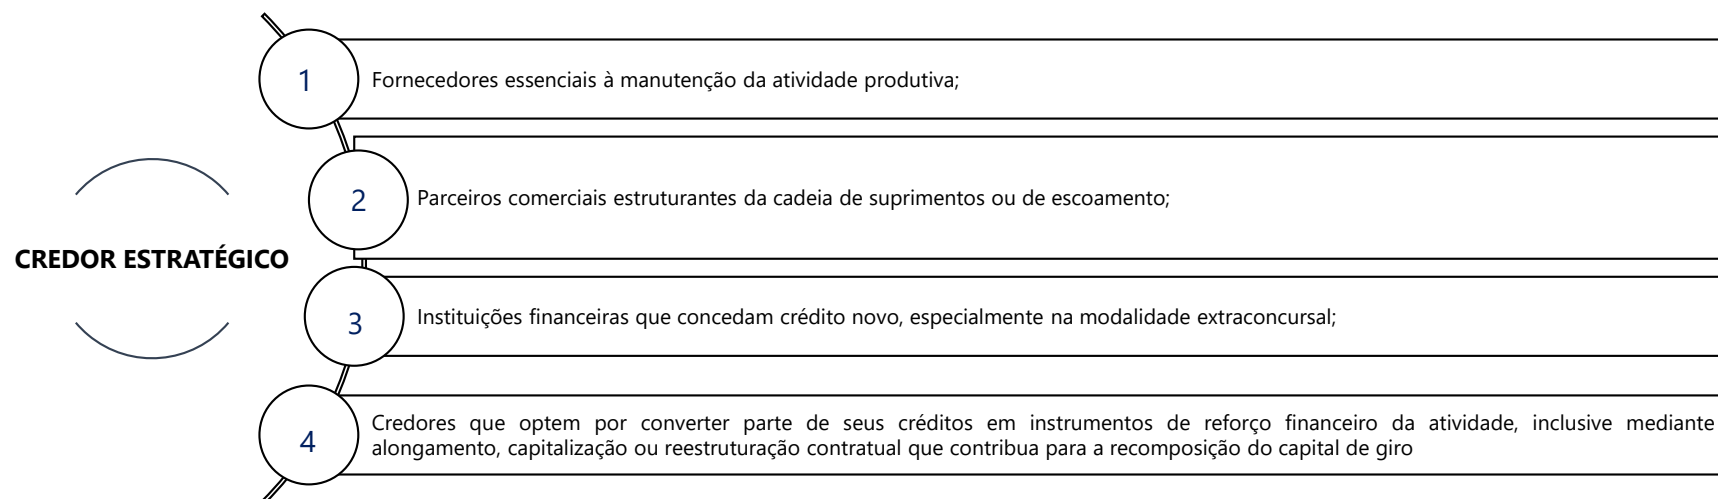 CREDOR ESTRATÉGICO
1
Fornecedores essenciais à manutenção da atividade produtiva;
2
Parceiros comerciais estruturantes da cadeia de suprimentos ou de escoamento;
3
Instituições financeiras que concedam crédito novo, especialmente na modalidade extraconcursal;
4
Credores que optem por converter parte de seus créditos em instrumentos de reforço financeiro da atividade, inclusive mediante
alongamento, capitalização ou reestruturação contratual que contribua para a recomposição do capital de giro